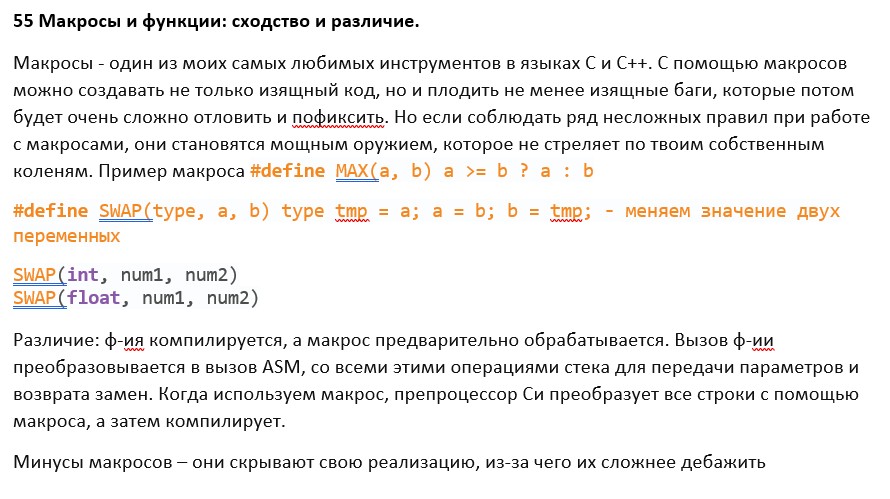 55 Макросы и функции: сходство и различие.
Макросы - один из моих самых любимых инструментов в языках С и С++. С помощью макросов
можно создавать не только изящный код, но и плодить не менее изящные баги, которые потом
будет очень сложно отловить и пофиксить. Но если соблюдать ряд несложных правил при работе
с макросами, они становятся мощным оружием, которое не стреляет по твоим собственным
коленям. Пример макроса #define MAX(a, b) a >= b ? a : b
#define SWAP(type, a, b) type tmp = a; a = b; b = tmp; - меняем значение двух
переменных
SWAP(int, num1, num2)
SWAP(float, num1, num2)
Различие: ф-ия компилируется, а макрос предварительно обрабатывается. Вызов ф-ии
преобразовывается в вызов ASM, со всеми этими операциями стека для передачи параметров и
возврата замен. Когда используем макрос, препроцессор Си преобразует все строки с помощью
макроса, а затем компилирует.
Минусы макросов – они скрывают свою реализацию, из-за чего их сложнее дебажить